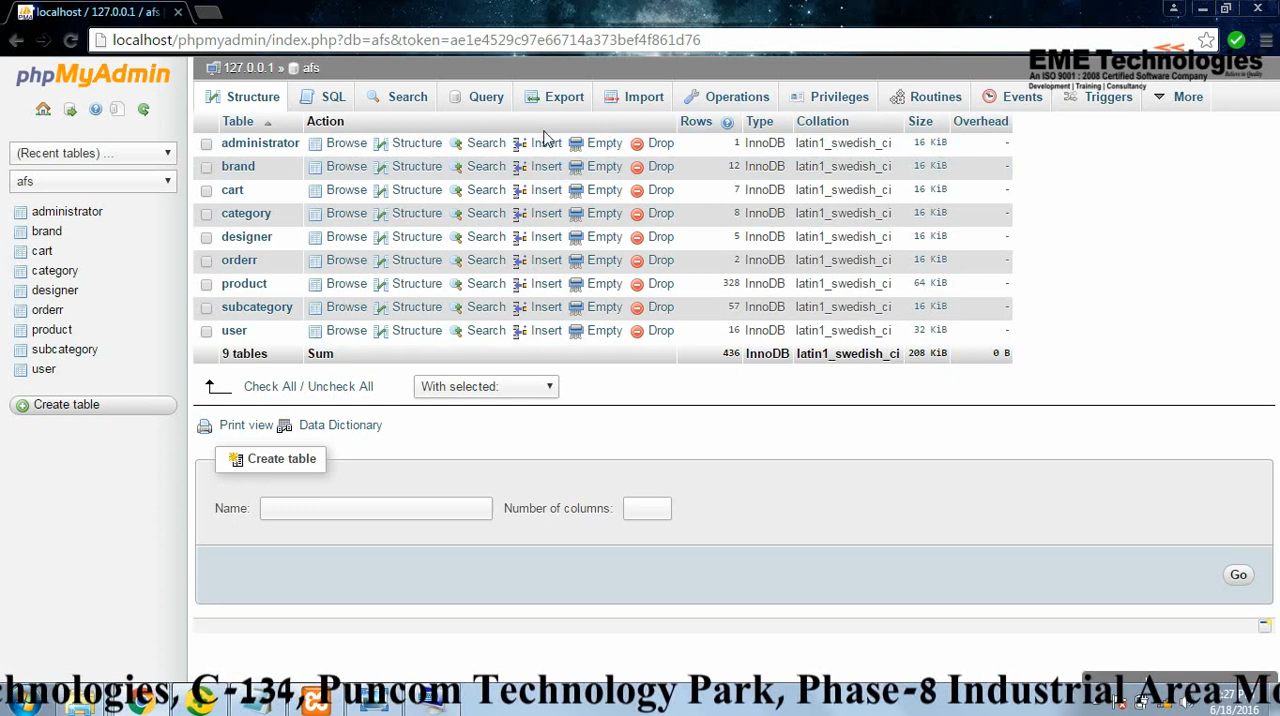 localhost / 127.0.0.1 / afs
localhost/phpmyadmin/index.php?db=afs&token=ae1e4529c97e66714a373bef4f861d76
EME Technologies
An ISO 9001 : 2008 Certified Software Company
Development | Training | Consultancy
phpMyAdmin
127.0.0.1 » afs
Structure SQL Query Export Import Operations Privileges Routines Events Triggers More
(Recent tables) ...
afs
administrator
brand
cart
category
designer
orderr
product
subcategory
user
Create table
Table Action Rows Type Collation Size Overhead
administrator Browse Structure Search Insert Empty Drop 1 InnoDB latin1_swedish_ci 16 KiB -
brand Browse Structure Search Insert Empty Drop 12 InnoDB latin1_swedish_ci 16 KiB -
cart Browse Structure Search Insert Empty Drop 7 InnoDB latin1_swedish_ci 16 KiB -
category Browse Structure Search Insert Empty Drop 8 InnoDB latin1_swedish_ci 16 KiB -
designer Browse Structure Search Insert Empty Drop 5 InnoDB latin1_swedish_ci 16 KiB -
orderr Browse Structure Search Insert Empty Drop 2 InnoDB latin1_swedish_ci 16 KiB -
product Browse Structure Search Insert Empty Drop 328 InnoDB latin1_swedish_ci 64 KiB -
subcategory Browse Structure Search Insert Empty Drop 57 InnoDB latin1_swedish_ci 16 KiB -
user Browse Structure Search Insert Empty Drop 16 InnoDB latin1_swedish_ci 32 KiB -
9 tables Sum 436 InnoDB latin1_swedish_ci 208 KiB 0 B
Check All / Uncheck All With selected:
Print view Data Dictionary
Create table
Name: Number of columns:
Go
chnologies, C-134, Puncom Technology Park, Phase-8 Industrial Area Mo
6/18/2016